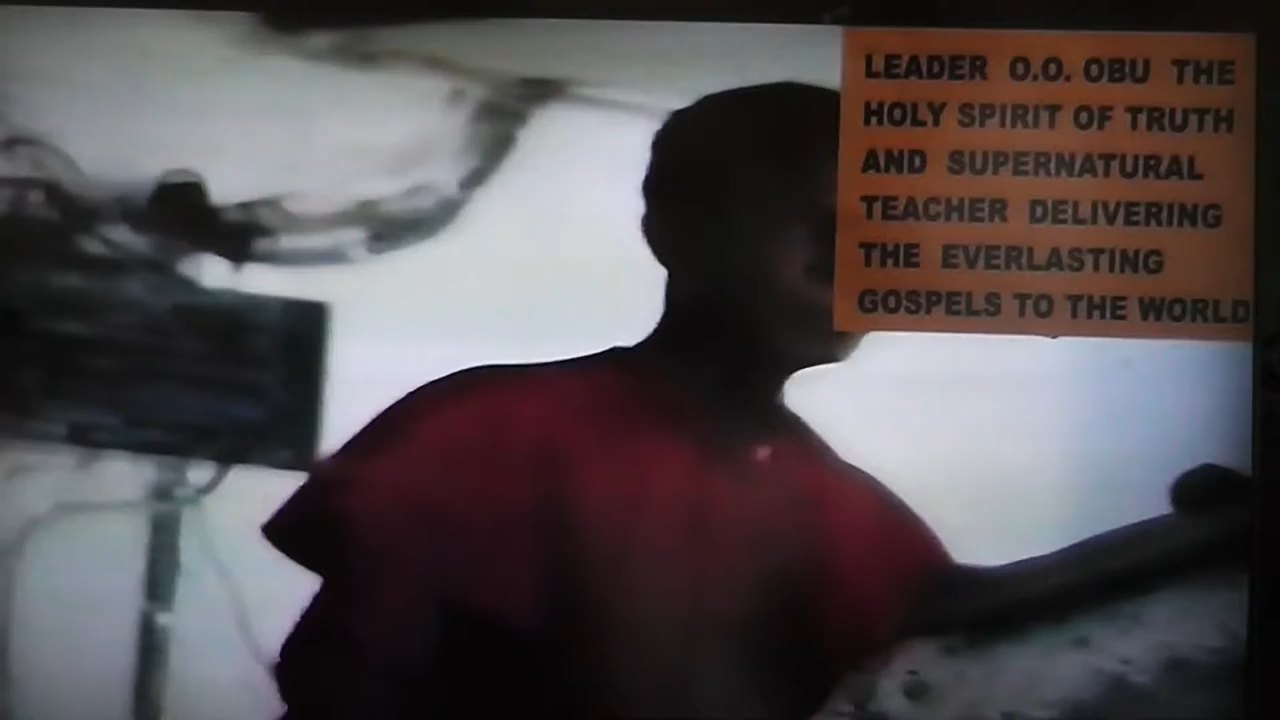 LEADER O.O. OBU THE
HOLY SPIRIT OF TRUTH
AND SUPERNATURAL
TEACHER DELIVERING
THE EVERLASTING
GOSPELS TO THE WORLD